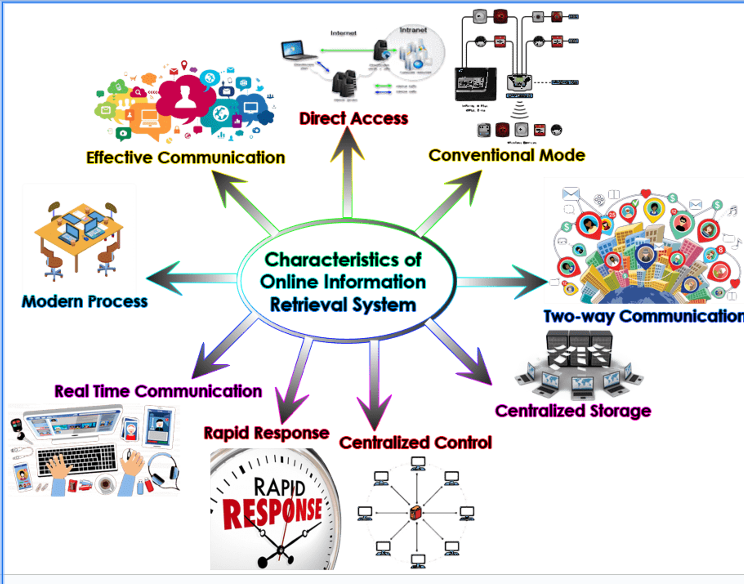 Internet
Intranet
Direct Access
Effective Communication
Conventional Mode
Characteristics of
Online Information
Retrieval System
Modern Process
Two-way Communication
Real Time Communication
Centralized Storage
Rapid Response
Centralized Control
RAPID
RESPONSE